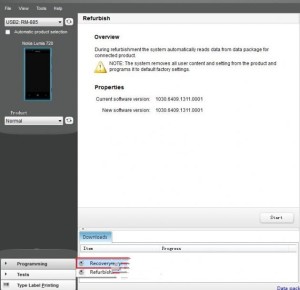 File View Tools Help
USB2: RM-885
Automatic product selection
Nokia Lumia 720
Product
Normal
Refurbish
Overview
During refurbishment the system automatically reads data from data package for
connected product.
NOTE: The system removes all user content and setting from the product and
programs it to default factory settings.
Properties
Current software version: 1030.6409.1311.0001
New software version: 1030.6409.1311.0001
Start
Downloads
Item Progress
Recovery
Refurbish
Programming
Tests
Type Label Printing
Data pack